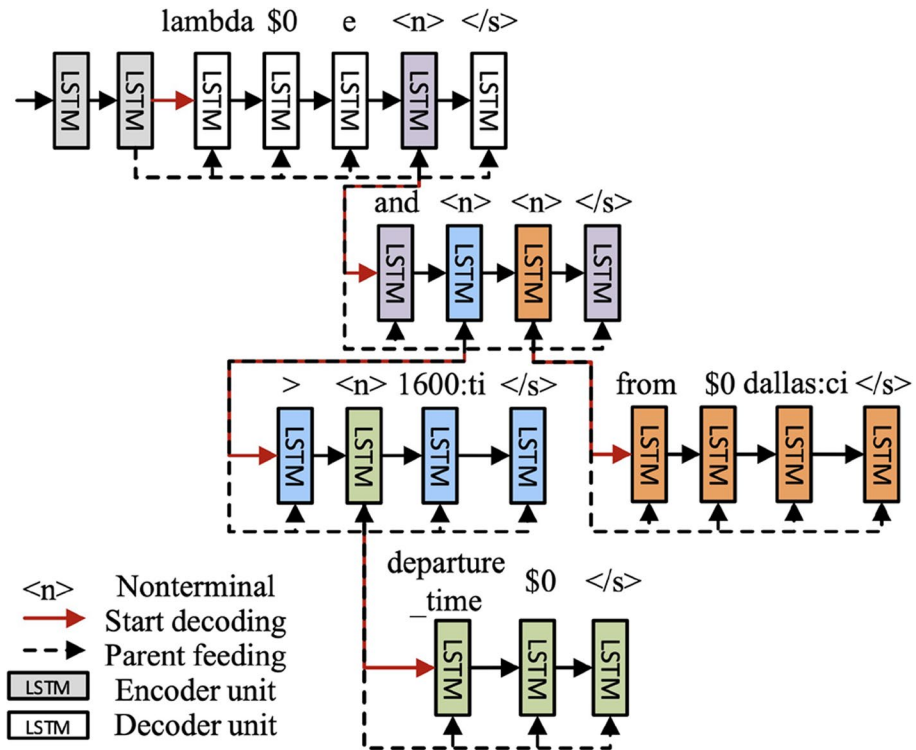 lambda $0 e <n> </s>
LSTM LSTM LSTM LSTM LSTM LSTM LSTM
and <n> <n> </s>
LSTM LSTM LSTM LSTM
> <n> 1600:ti </s>
LSTM LSTM LSTM LSTM
from $0 dallas:ci </s>
LSTM LSTM LSTM LSTM
departure
_time $0 </s>
LSTM LSTM LSTM
<n> Nonterminal
Start decoding
Parent feeding
LSTM Encoder unit
LSTM Decoder unit